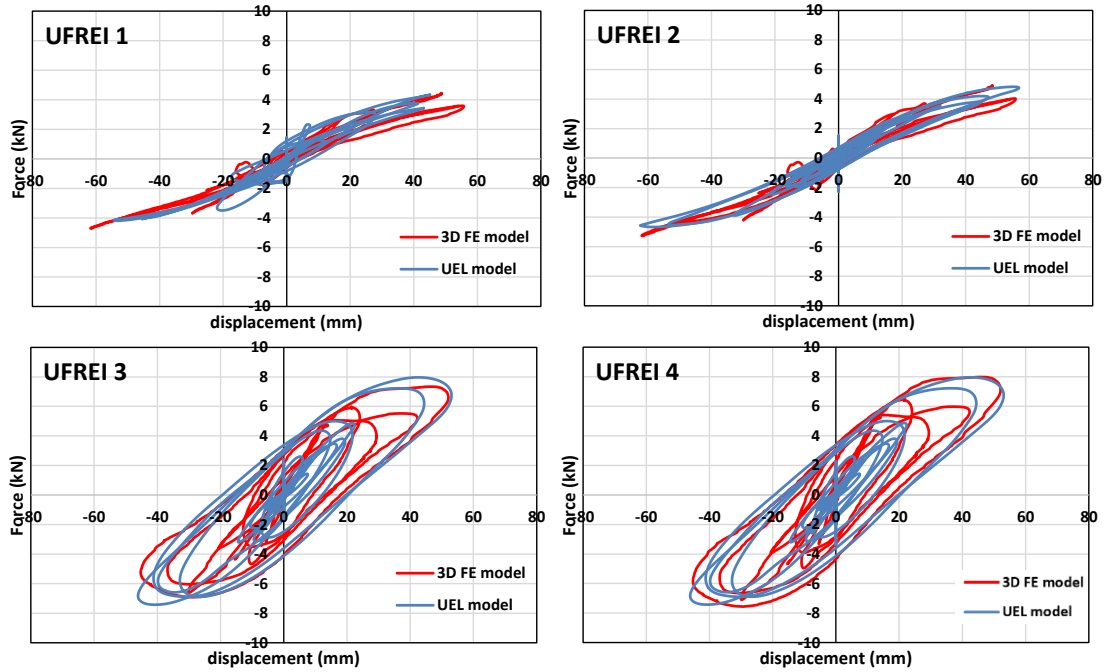 UFREI 1
10
8
6
4
2
0
-2
-4
-6
-8
-10
-80 -60 -40 -20 0 20 40 60 80
Force (kN)
displacement (mm)
3D FE model
UEL model
UFREI 2
10
8
6
4
2
0
-2
-4
-6
-8
-10
-80 -60 -40 -20 0 20 40 60 80
Force (kN)
displacement (mm)
3D FE model
UEL model
UFREI 3
10
8
6
4
2
0
-2
-4
-6
-8
-10
-80 -60 -40 -20 0 20 40 60 80
Force (kN)
displacement (mm)
3D FE model
UEL model
UFREI 4
10
8
6
4
2
0
-2
-4
-6
-8
-10
-80 -60 -40 -20 0 20 40 60 80
Force (kN)
displacement (mm)
3D FE model
UEL model